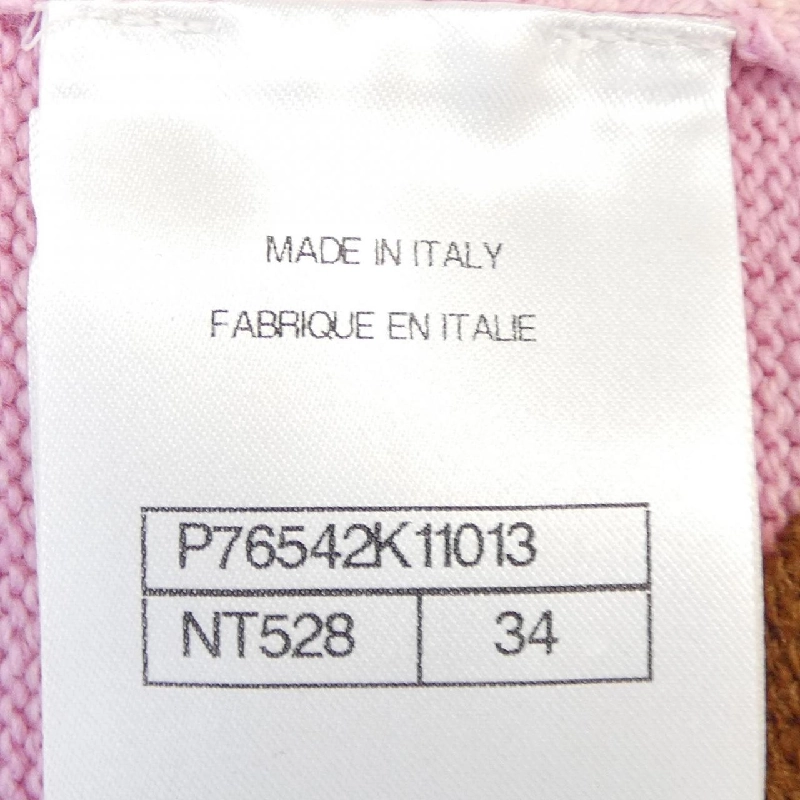 MADE IN ITALY
FABRIQUE EN ITALIE
P76542K11013
NT528 34